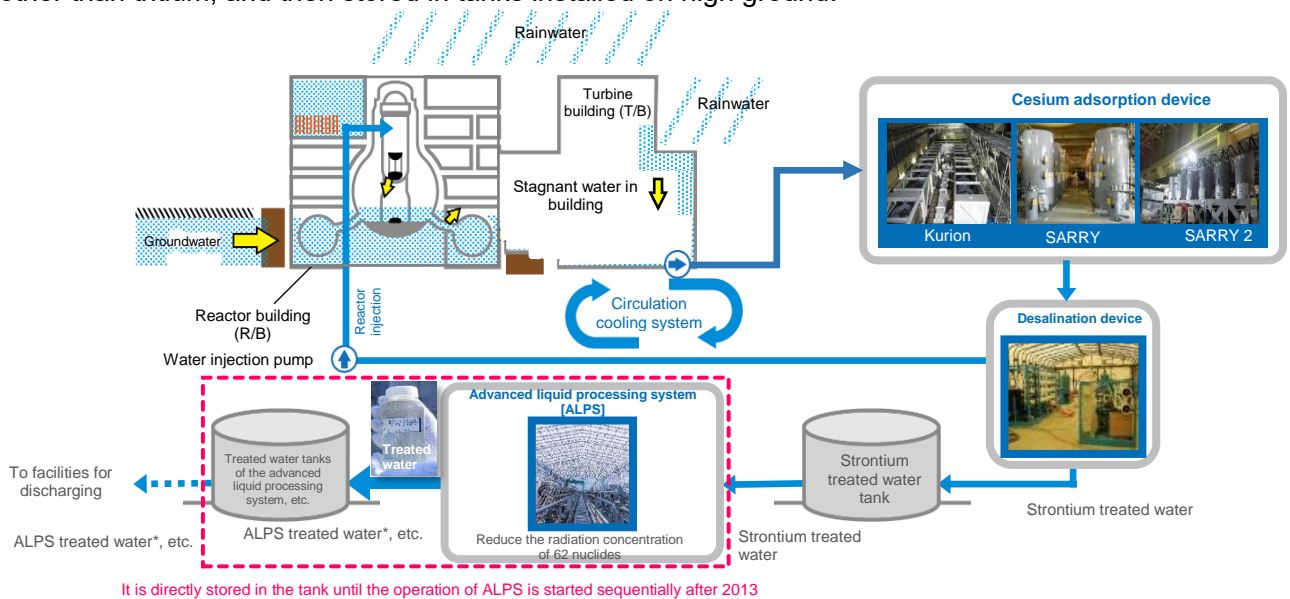 other than tritium, and then stored in tanks installed on high ground.
Rainwater
Turbine
building (T/B)
Rainwater
Cesium adsorption device
Stagnant water in
building
Kurion
SARRY
SARRY 2
Groundwater
Reactor
injection
Circulation
cooling system
Reactor building
(R/B)
Desalination device
Water injection pump
Advanced liquid processing system
[ALPS]
Treated
water
Treated water tanks
of the advanced
liquid processing
system, etc.
Strontium
treated water
tank
To facilities for
discharging
Strontium treated water
ALPS treated water*, etc.
ALPS treated water*, etc.
Reduce the radiation concentration
of 62 nuclides
Strontium treated
water
It is directly stored in the tank until the operation of ALPS is started sequentially after 2013